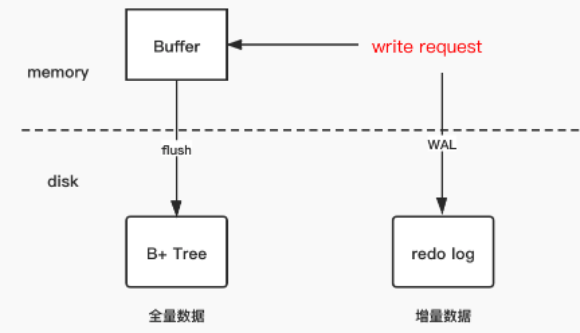 Buffer
write request
memory
flush
WAL
disk
B+ Tree
redo log
全量数据
增量数据